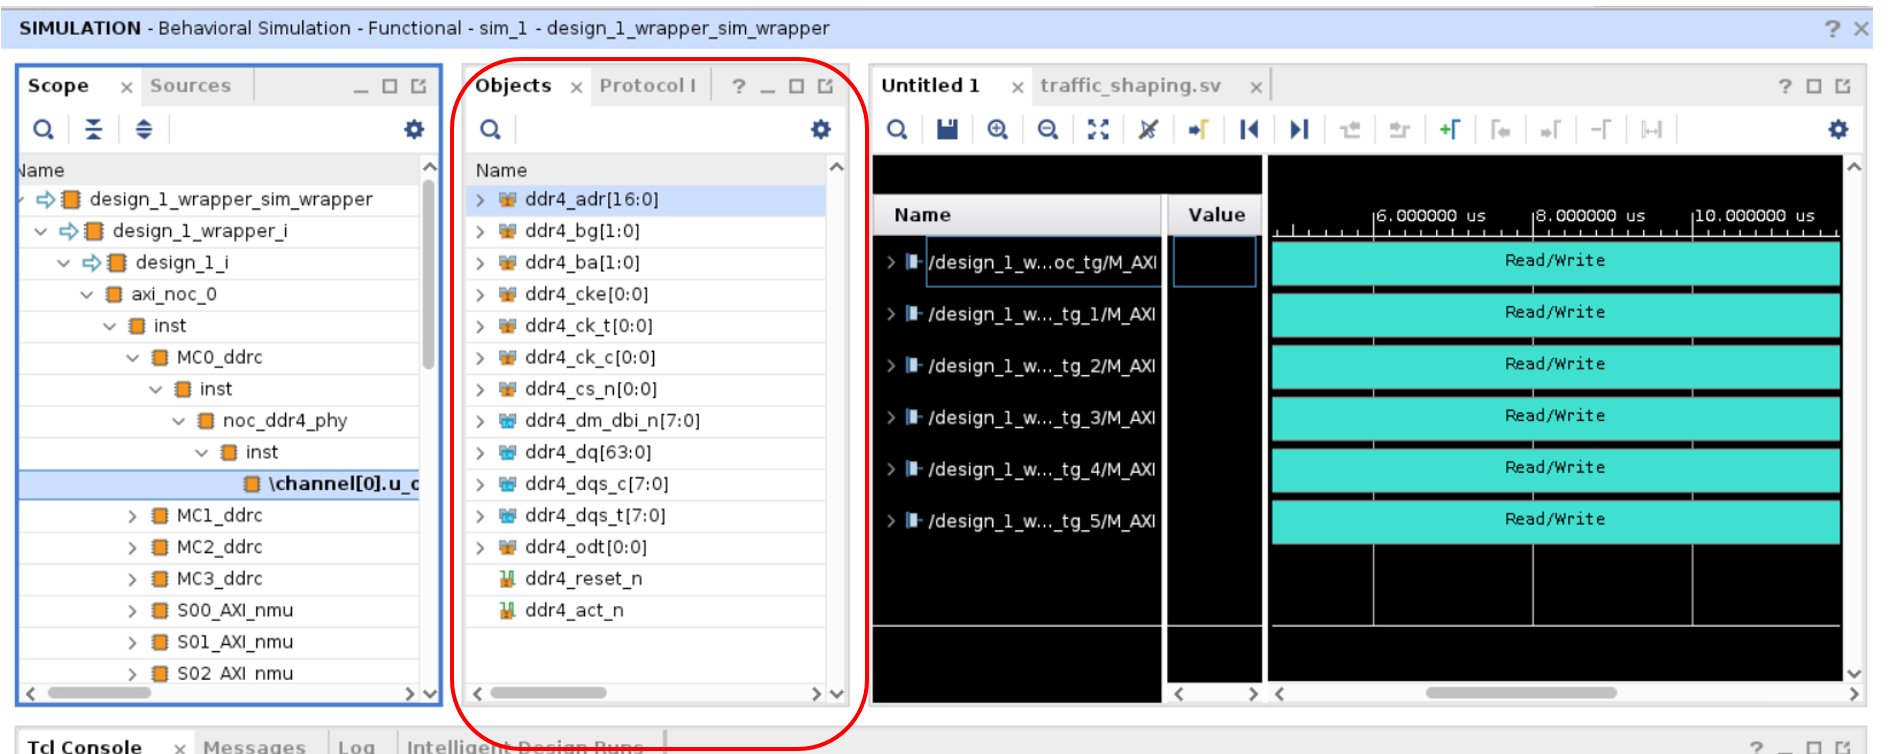 SIMULATION - Behavioral Simulation - Functional - sim_1 - design_1_wrapper_sim_wrapper
Scope Sources
Name
design_1_wrapper_sim_wrapper
design_1_wrapper_i
design_1_i
axi_noc_0
inst
MC0_ddrc
inst
noc_ddr4_phy
inst
\channel[0].u_c
MC1_ddrc
MC2_ddrc
MC3_ddrc
S00_AXI_nmu
S01_AXI_nmu
S02_AXI_nmu
Objects Protocol I
Name
ddr4_adr[16:0]
ddr4_bg[1:0]
ddr4_ba[1:0]
ddr4_cke[0:0]
ddr4_ck_t[0:0]
ddr4_ck_c[0:0]
ddr4_cs_n[0:0]
ddr4_dm_dbi_n[7:0]
ddr4_dq[63:0]
ddr4_dqs_c[7:0]
ddr4_dqs_t[7:0]
ddr4_odt[0:0]
ddr4_reset_n
ddr4_act_n
Untitled 1 traffic_shaping.sv
Name Value
6.000000 us 8.000000 us 10.000000 us
/design_1_w...oc_tg/M_AXI Read/Write
/design_1_w..._tg_1/M_AXI Read/Write
/design_1_w..._tg_2/M_AXI Read/Write
/design_1_w..._tg_3/M_AXI Read/Write
/design_1_w..._tg_4/M_AXI Read/Write
/design_1_w..._tg_5/M_AXI Read/Write
Tcl Console Messages Log Intelligent Design Runs